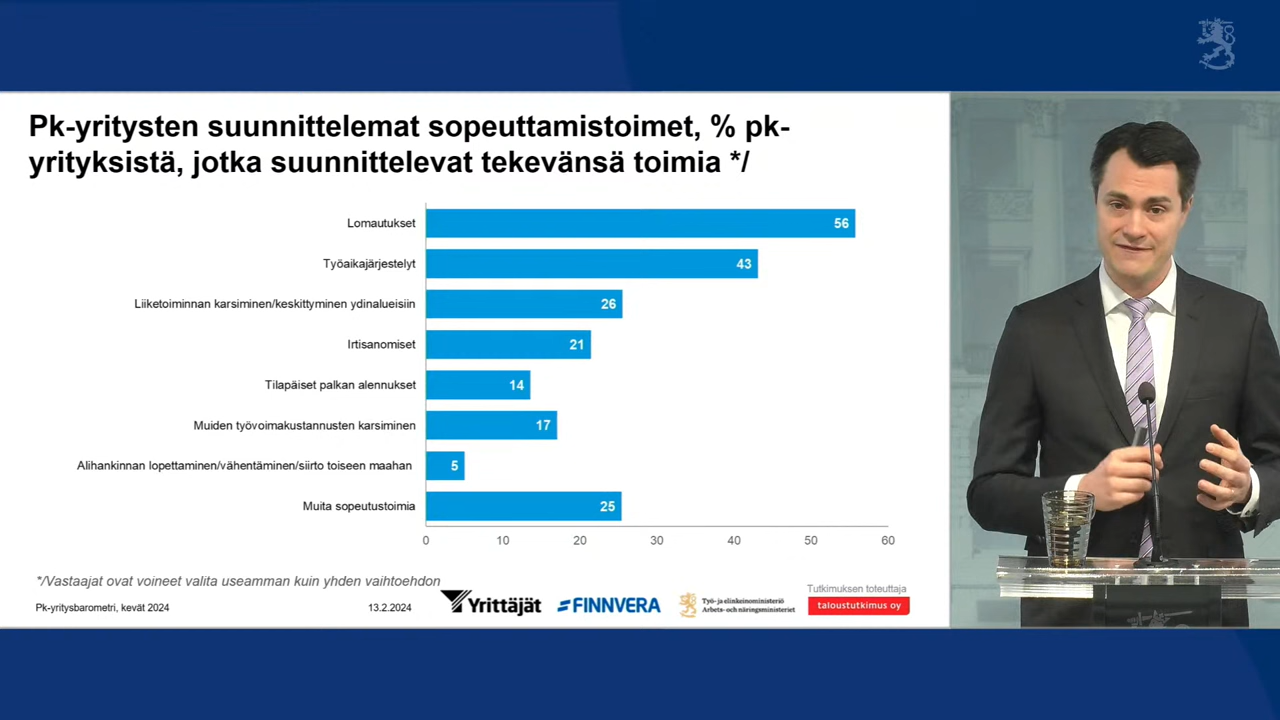 Pk-yritysten suunnittelemat sopeuttamistoimet, % pk-
yrityksistä, jotka suunnittelevat tekevänsä toimia */
Lomautukset 56
Työaikajärjestelyt 43
Liiketoiminnan karsiminen/keskittyminen ydinalueisiin 26
Irtisanomiset 21
Tilapäiset palkan alennukset 14
Muiden työvoimakustannusten karsiminen 17
Alihankinnan lopettaminen/vähentäminen/siirto toiseen maahan 5
Muita sopeutustoimia 25
0 10 20 30 40 50 60
*/Vastaajat ovat voineet valita useamman kuin yhden vaihtoehdon
Pk-yritysbarometri, kevät 2024
13.2.2024
Yrittäjät
FINNVERA
Työ- ja elinkeinoministeriö
Arbets- och näringsministeriet
Tutkimuksen toteuttaja
taloustutkimus oy